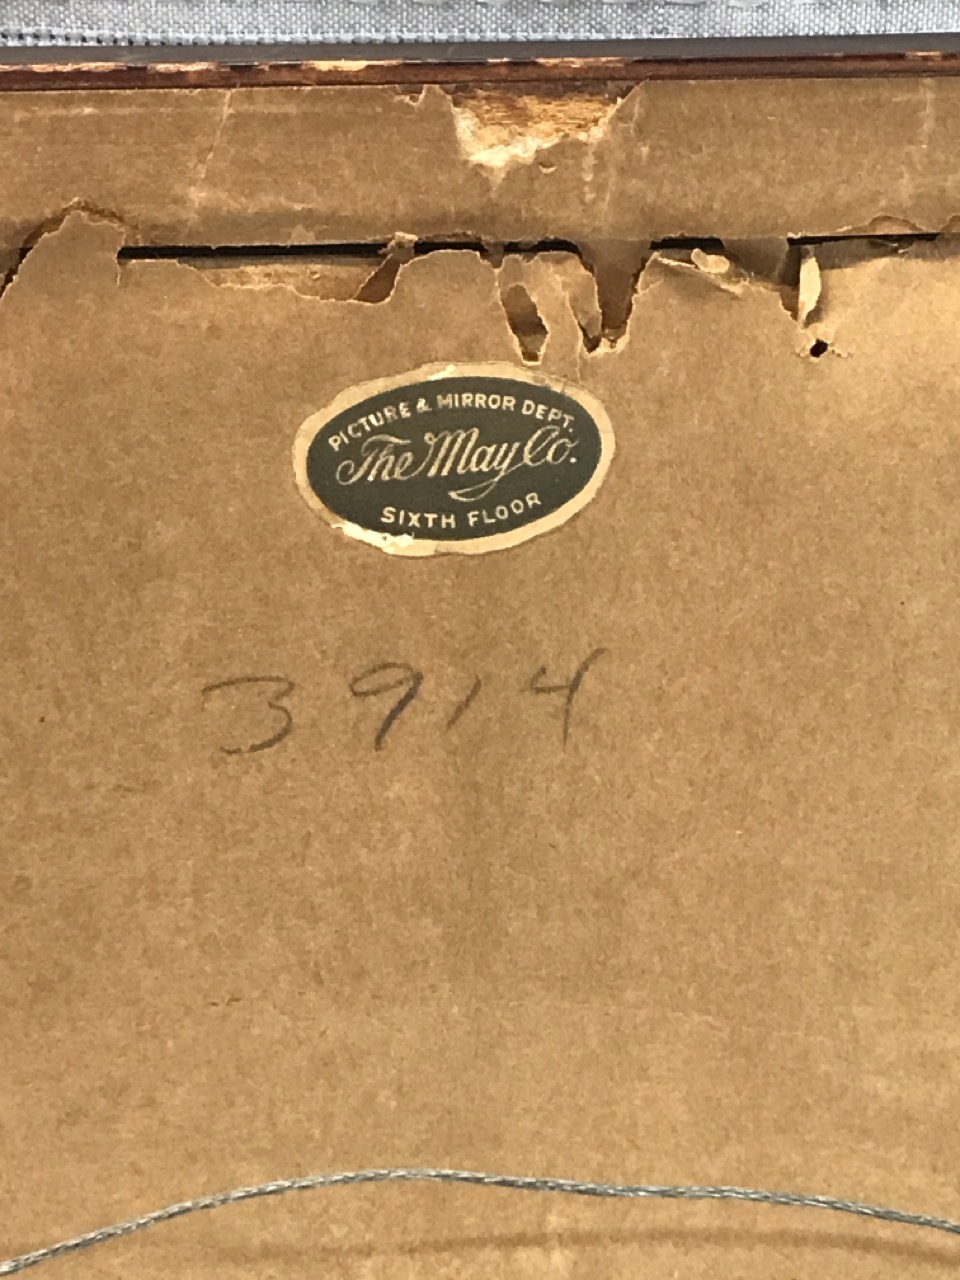 PICTURE & MIRROR DEPT.
The May Co.
SIXTH FLOOR
3914